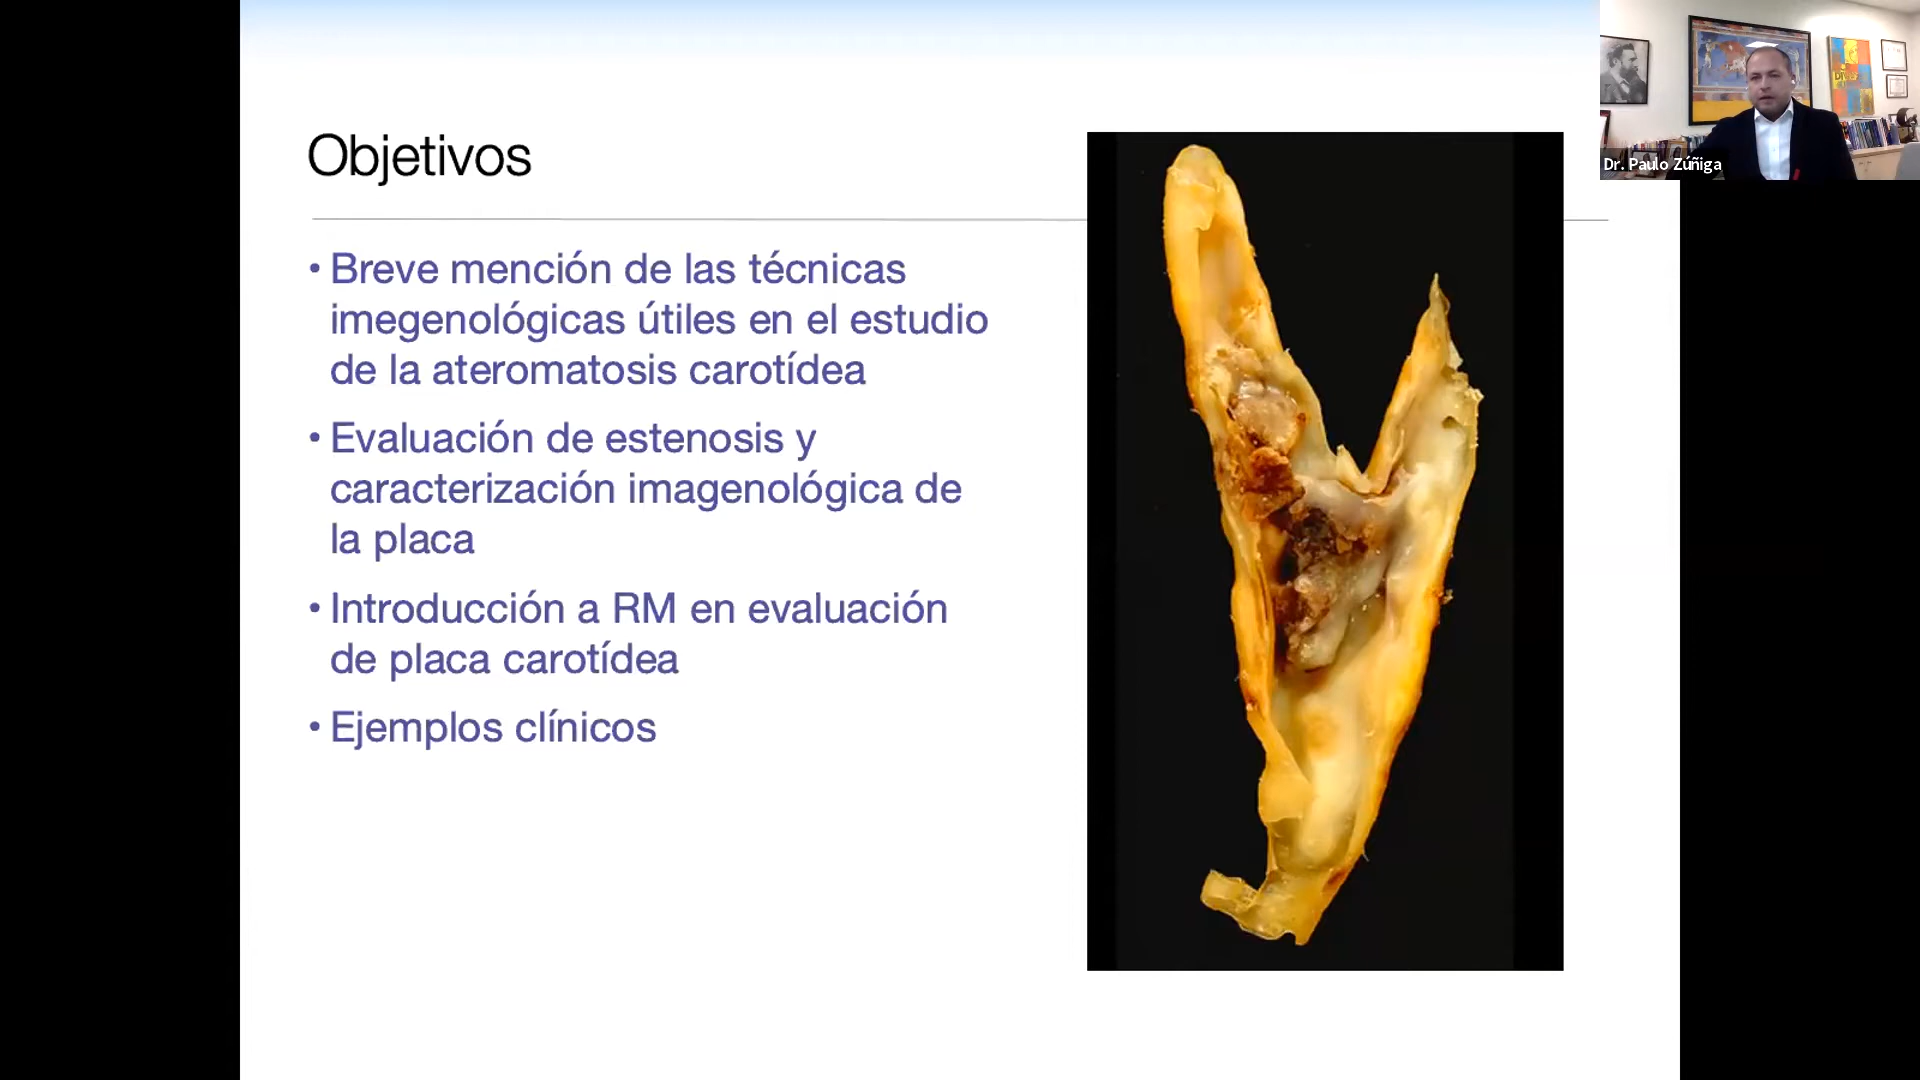 Objetivos
• Breve mención de las técnicas
imegenológicas útiles en el estudio
de la ateromatosis carotídea
• Evaluación de estenosis y
caracterización imagenológica de
la placa
• Introducción a RM en evaluación
de placa carotídea
• Ejemplos clínicos
Dr. Paulo Zúñiga